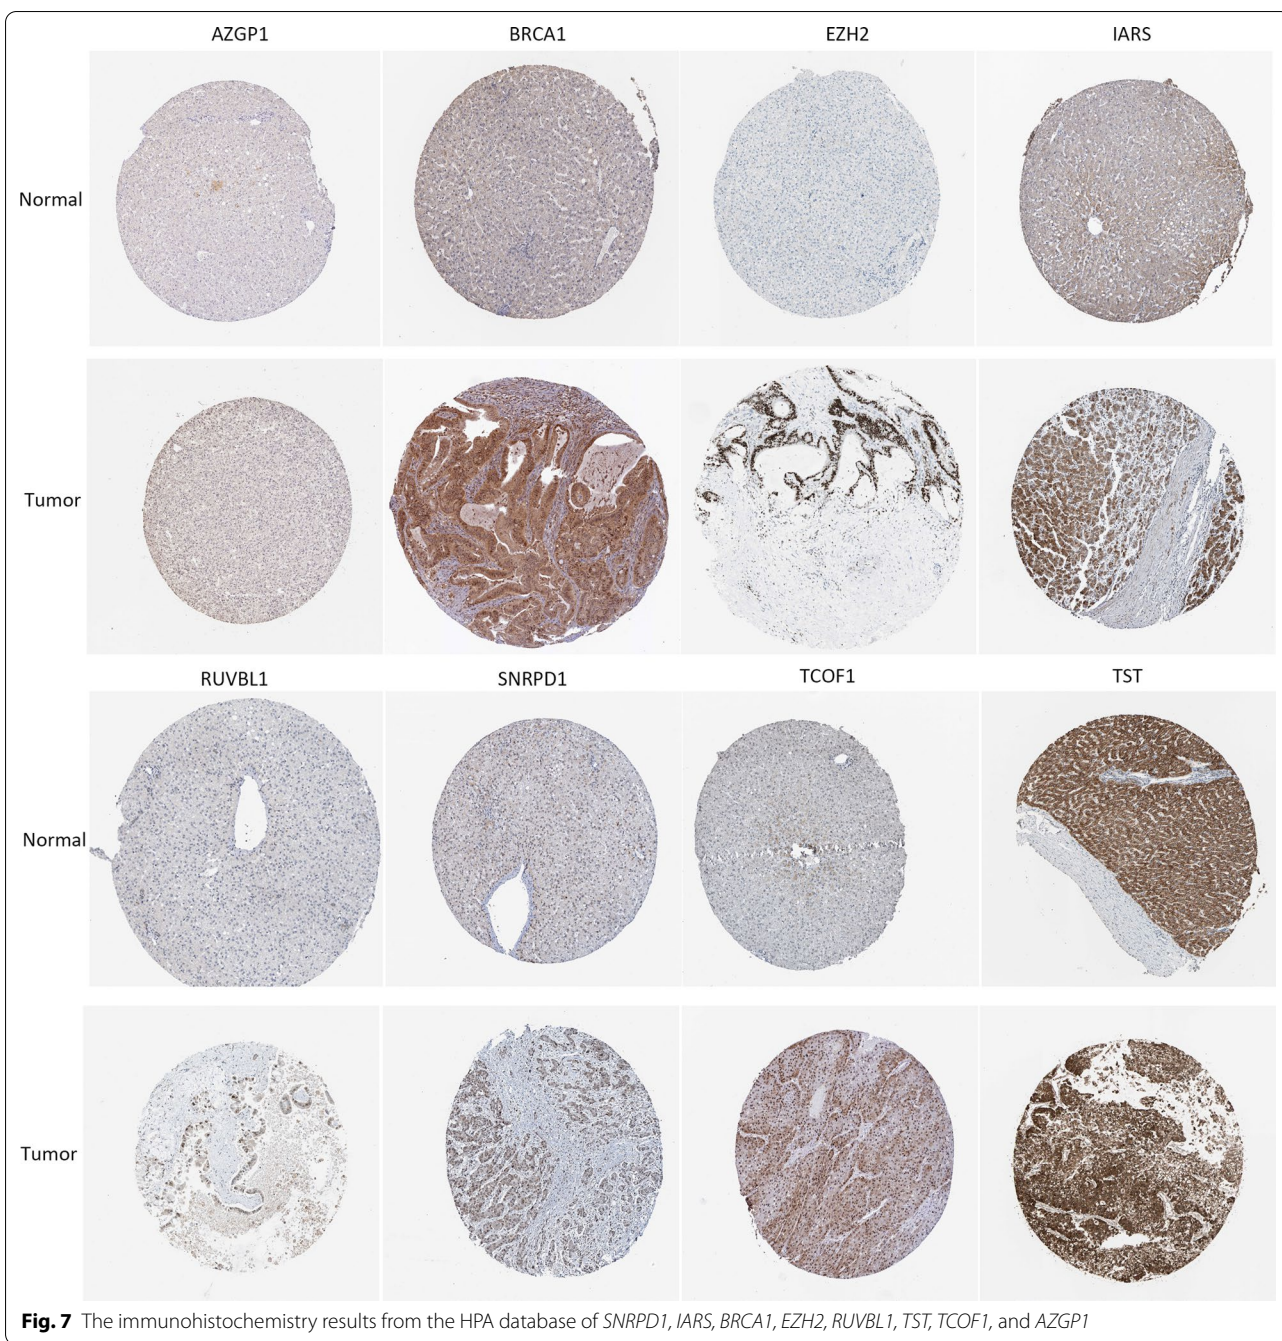 AZGP1 BRCA1 EZH2 IARS
Normal
Tumor
RUVBL1 SNRPD1 TCOF1 TST
Normal
Tumor
Fig. 7 The immunohistochemistry results from the HPA database of SNRPD1, IARS, BRCA1, EZH2, RUVBL1, TST, TCOF1, and AZGP1